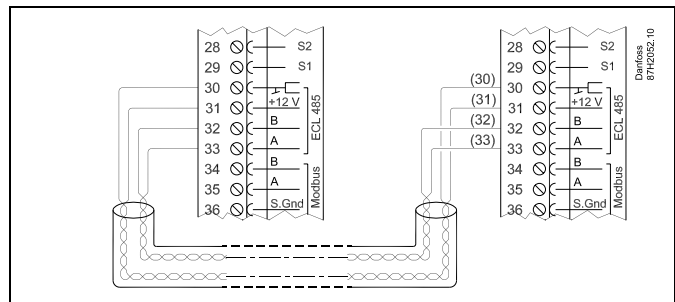 28 S2
29 S1
30
31 +12 V
32 B
33 A
34 B
35 A
36 S.Gnd
ECL 485
Modbus
(30)
(31)
(32)
(33)
28 S2
29 S1
30
31 +12 V
32 B
33 A
34 B
35 A
36 S.Gnd
ECL 485
Modbus
Danfoss
87H2052.10